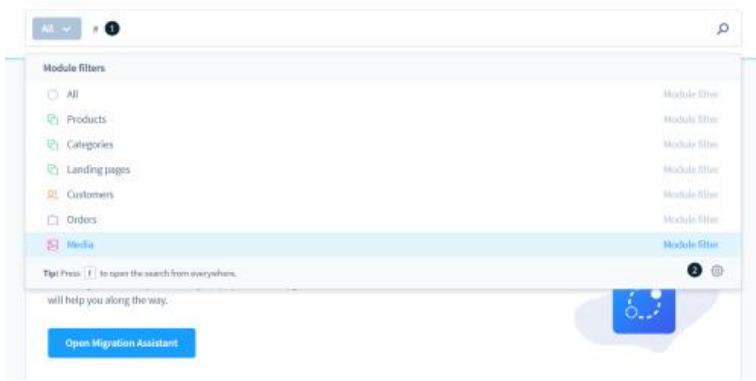 All # 1
Module filters
All Module filter
Products Module filter
Categories Module filter
Landing pages Module filter
Customers Module filter
Orders Module filter
Media Module filter
Tip: Press F to open the search from everywhere. 2
will help you along the way.
Open Migration Assistant